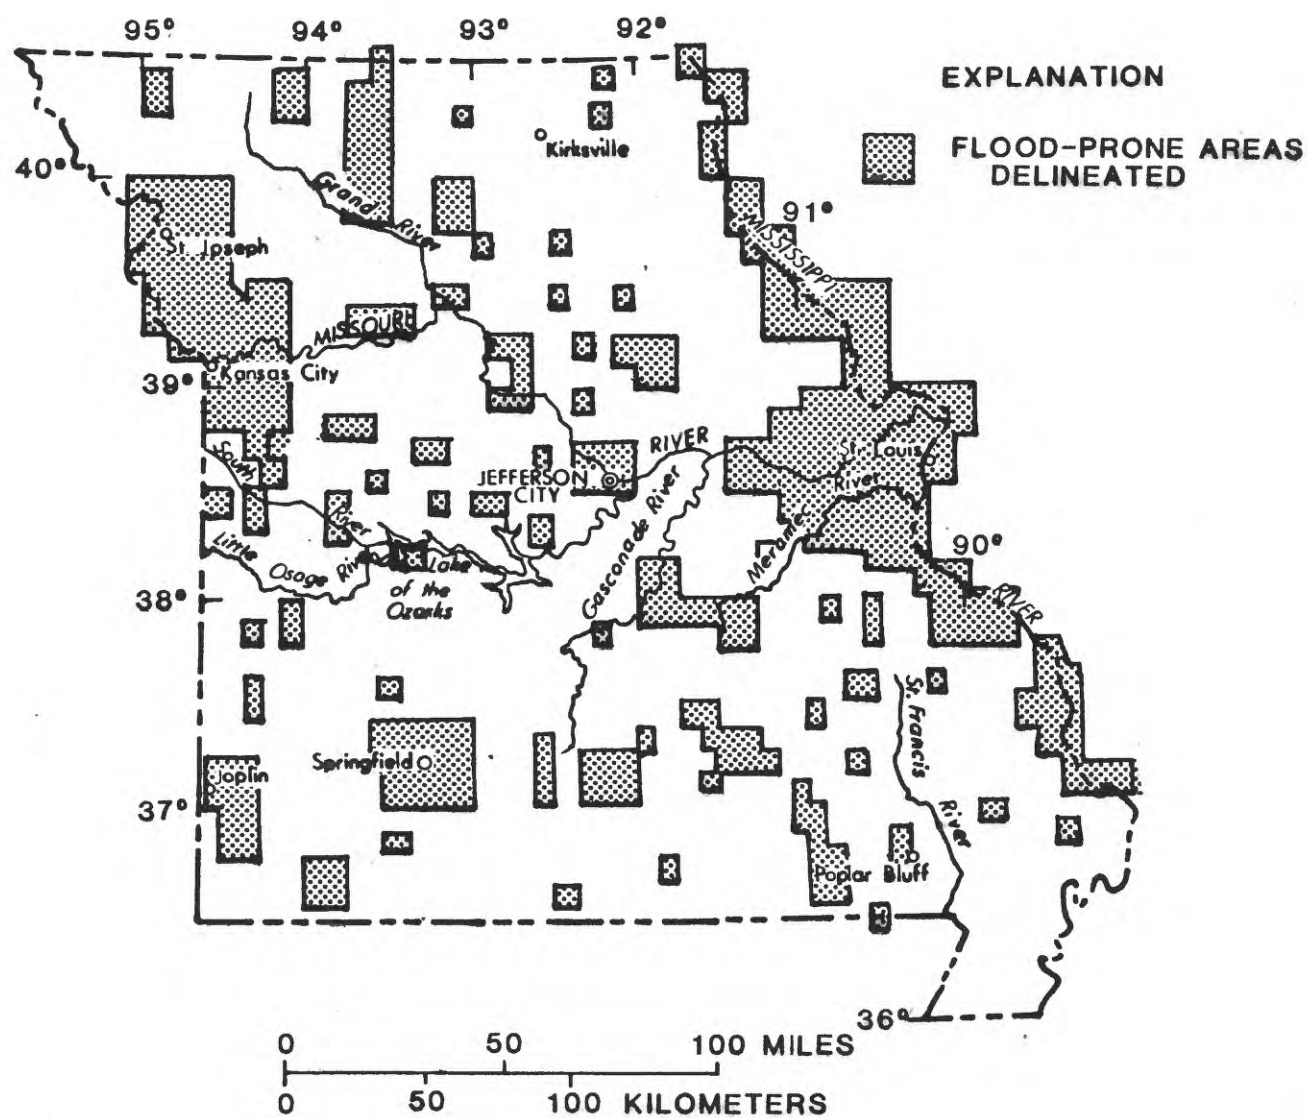 95° 94° 93° 92°
EXPLANATION
FLOOD-PRONE AREAS
DELINEATED
Kirksville
40°
Grand River
91°
MISSISSIPPI
St. Joseph
MISSOURI
Kansas City
39°
RIVER
St. Louis
South
JEFFERSON
CITY
River
River
Gasconade River
Meramec
Little
Osage River
Lake
of the
Ozarks
90°
RIVER
38°
St. Francis
River
Springfield
Joplin
37°
Poplar Bluff
36°
0 50 100 MILES
0 50 100 KILOMETERS